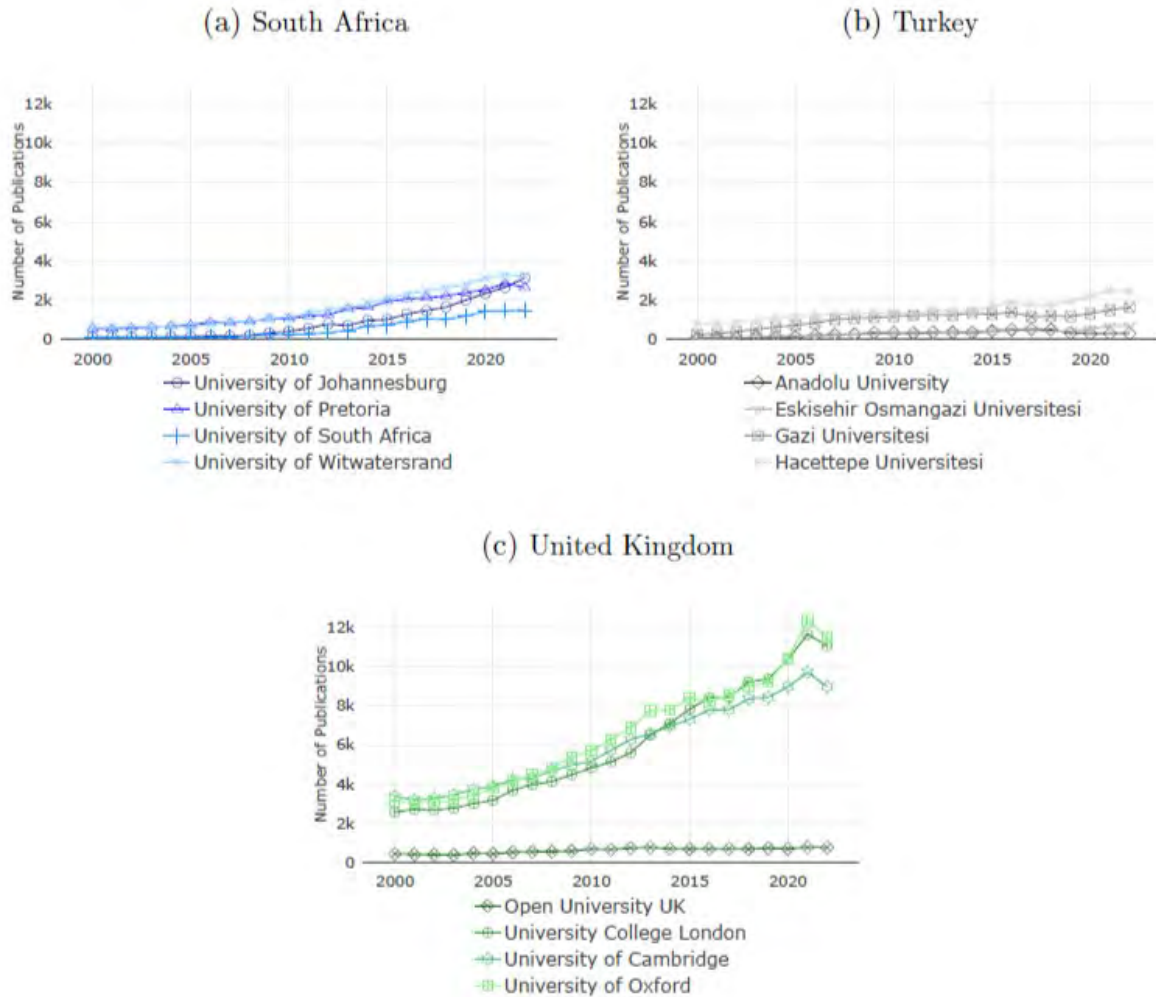 (a) South Africa
12k
10k
8k
6k
4k
2k
0
Number of Publications
2000
2005
2010
2015
2020
University of Johannesburg
University of Pretoria
University of South Africa
University of Witwatersrand
(b) Turkey
12k
10k
8k
6k
4k
2k
0
Number of Publications
2000
2005
2010
2015
2020
Anadolu University
Eskisehir Osmangazi Universitesi
Gazi Universitesi
Hacettepe Universitesi
(c) United Kingdom
12k
10k
8k
6k
4k
2k
0
Number of Publications
2000
2005
2010
2015
2020
Open University UK
University College London
University of Cambridge
University of Oxford